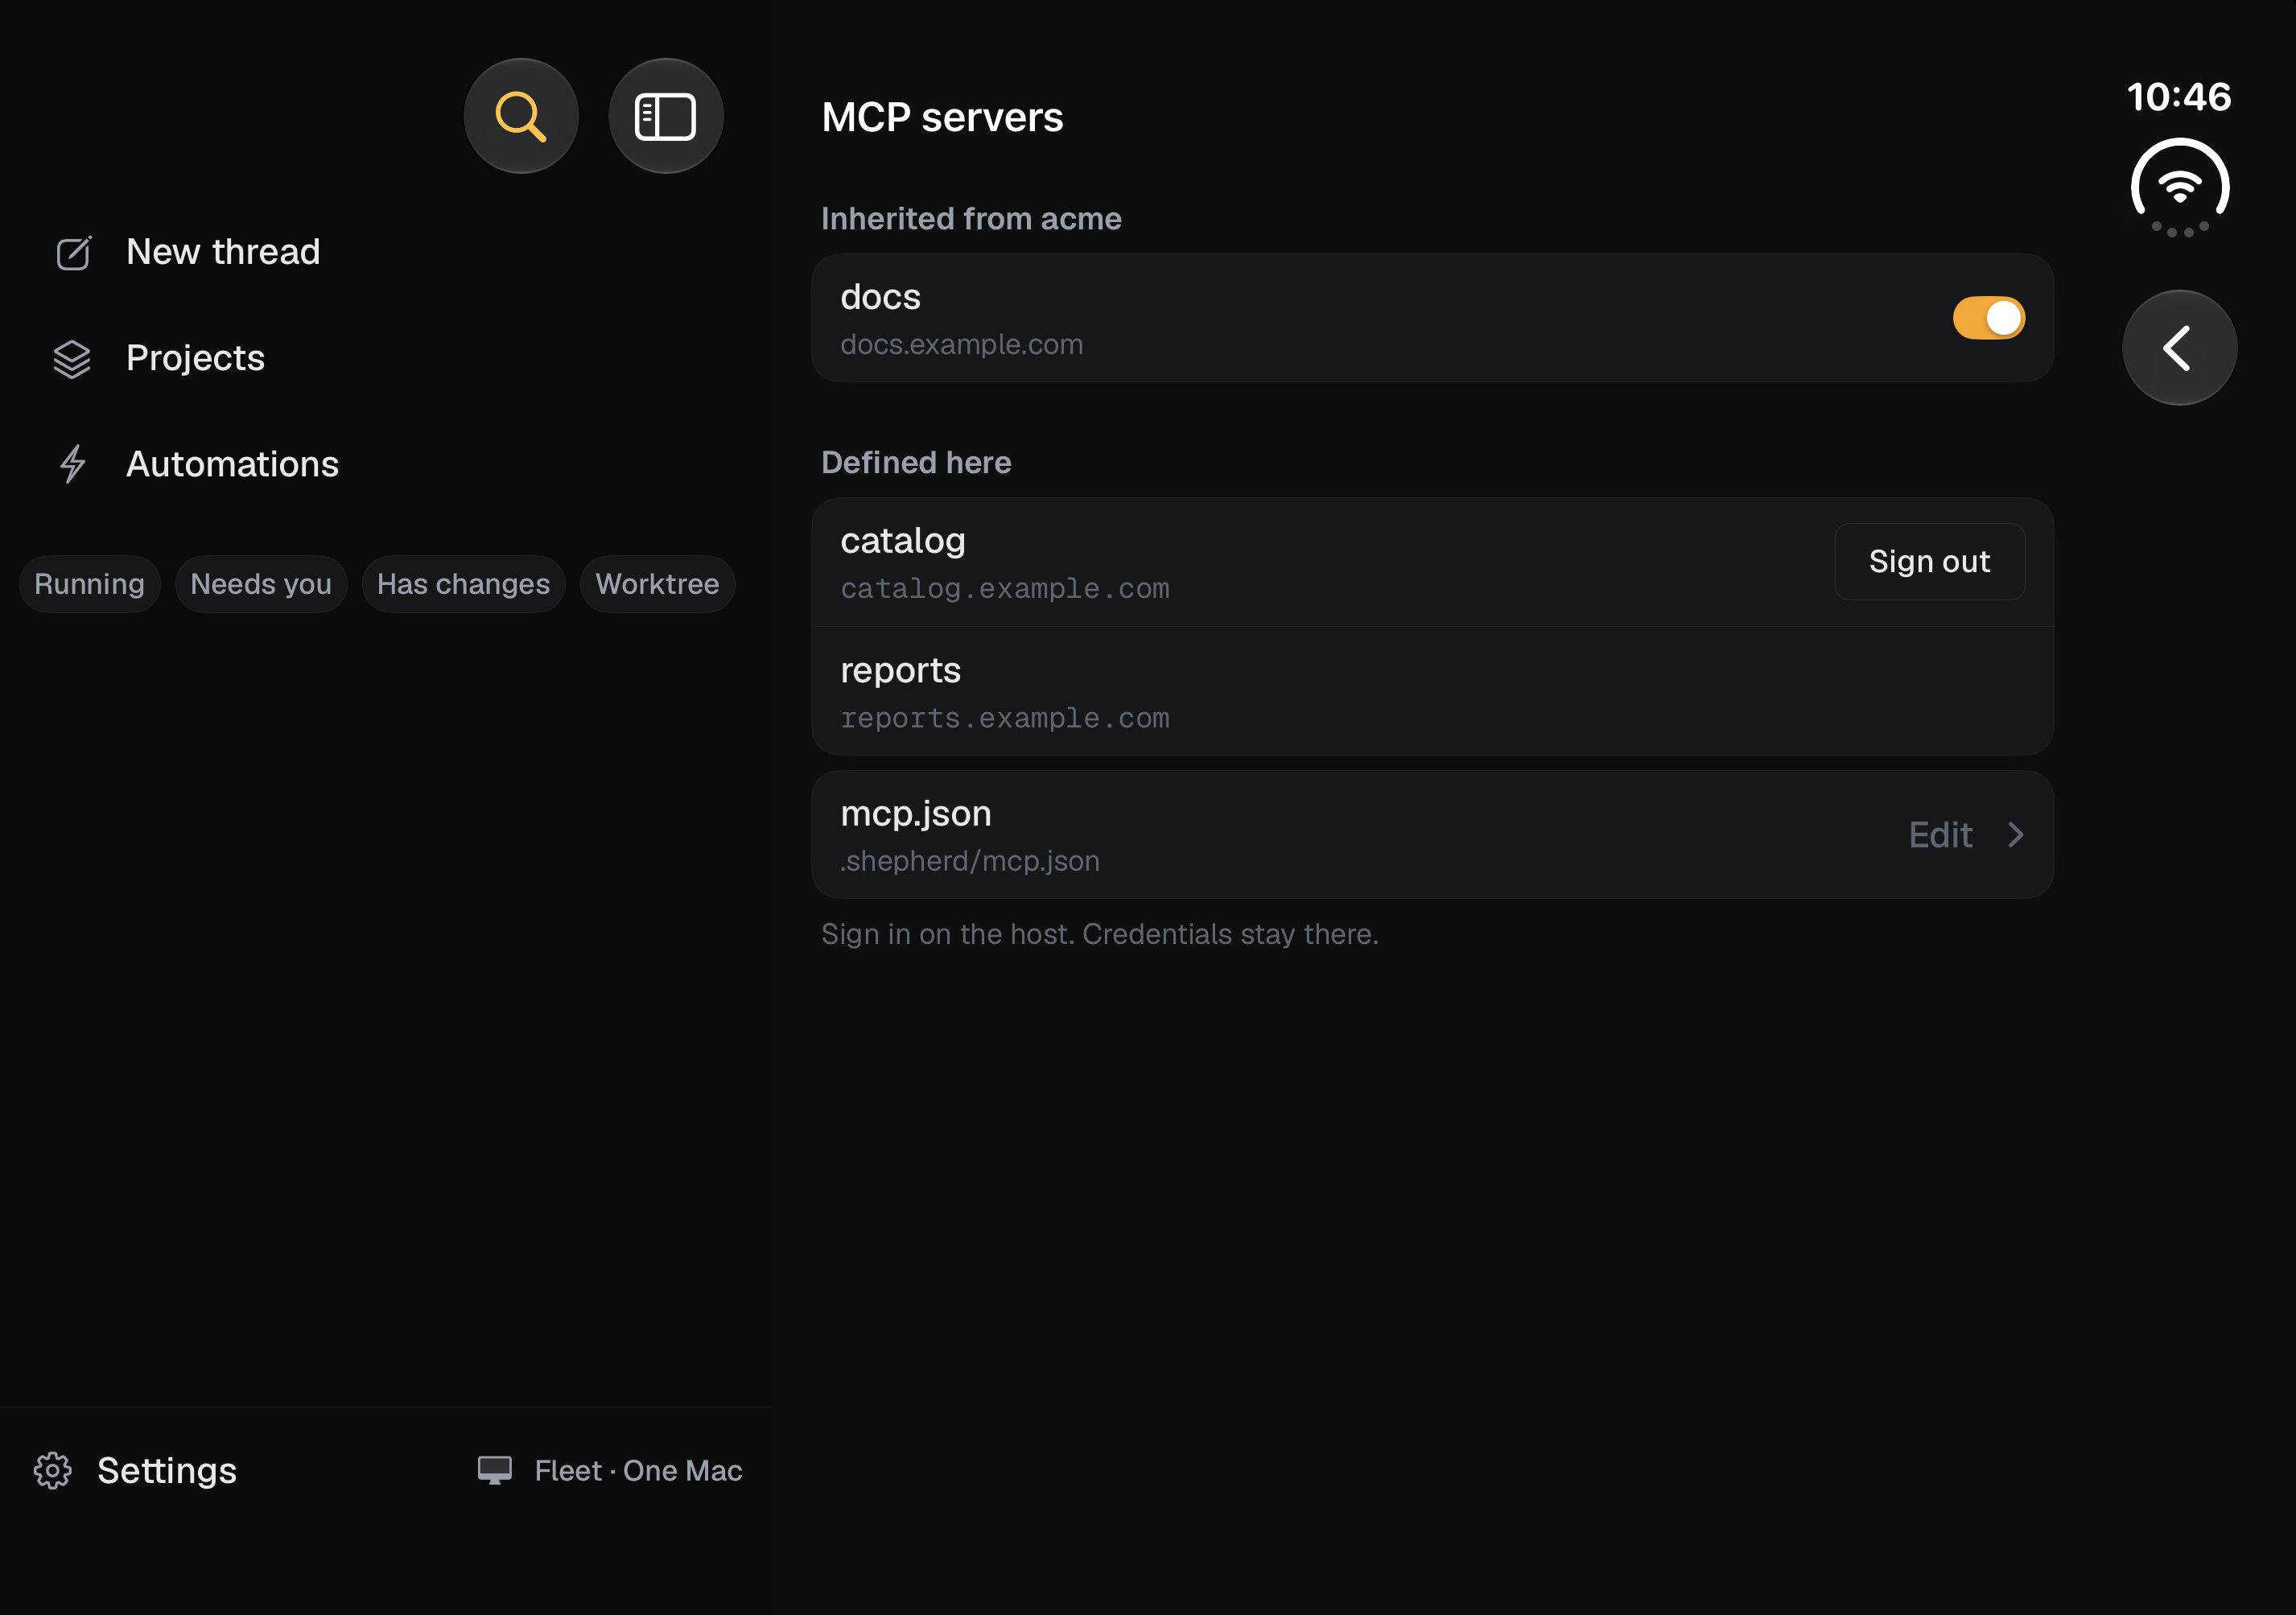 New thread
Projects
Automations
Running
Needs you
Has changes
Worktree
Settings
Fleet · One Mac
MCP servers
Inherited from acme
docs
docs.example.com
Defined here
catalog
catalog.example.com
Sign out
reports
reports.example.com
mcp.json
.shepherd/mcp.json
Edit
Sign in on the host. Credentials stay there.
10:46